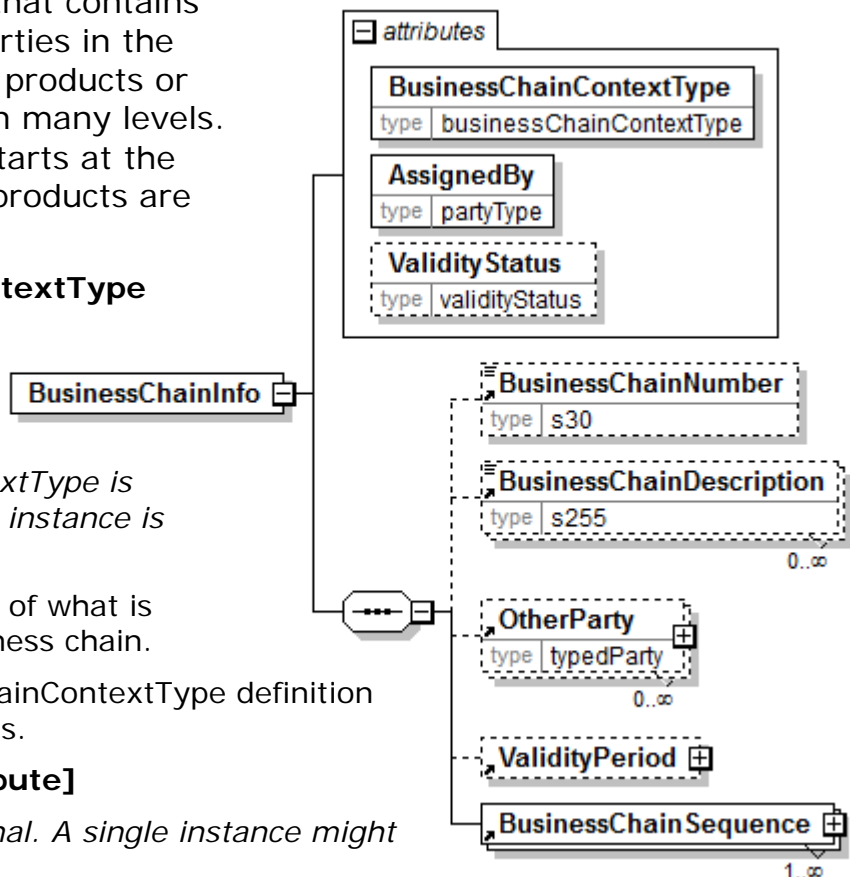 that contains
rties in the
products or
n many levels.
tarts at the
products are
textType
xtType is
instance is
of what is
ness chain.
ainContextType definition
s.
bute]
nal. A single instance might
attributes
BusinessChainContextType
type businessChainContextType
AssignedBy
type partyType
ValidityStatus
type validityStatus
BusinessChainInfo
BusinessChainNumber
type s30
BusinessChainDescription
type s255
0..∞
OtherParty
type typedParty
0..∞
ValidityPeriod
BusinessChainSequence
1..∞